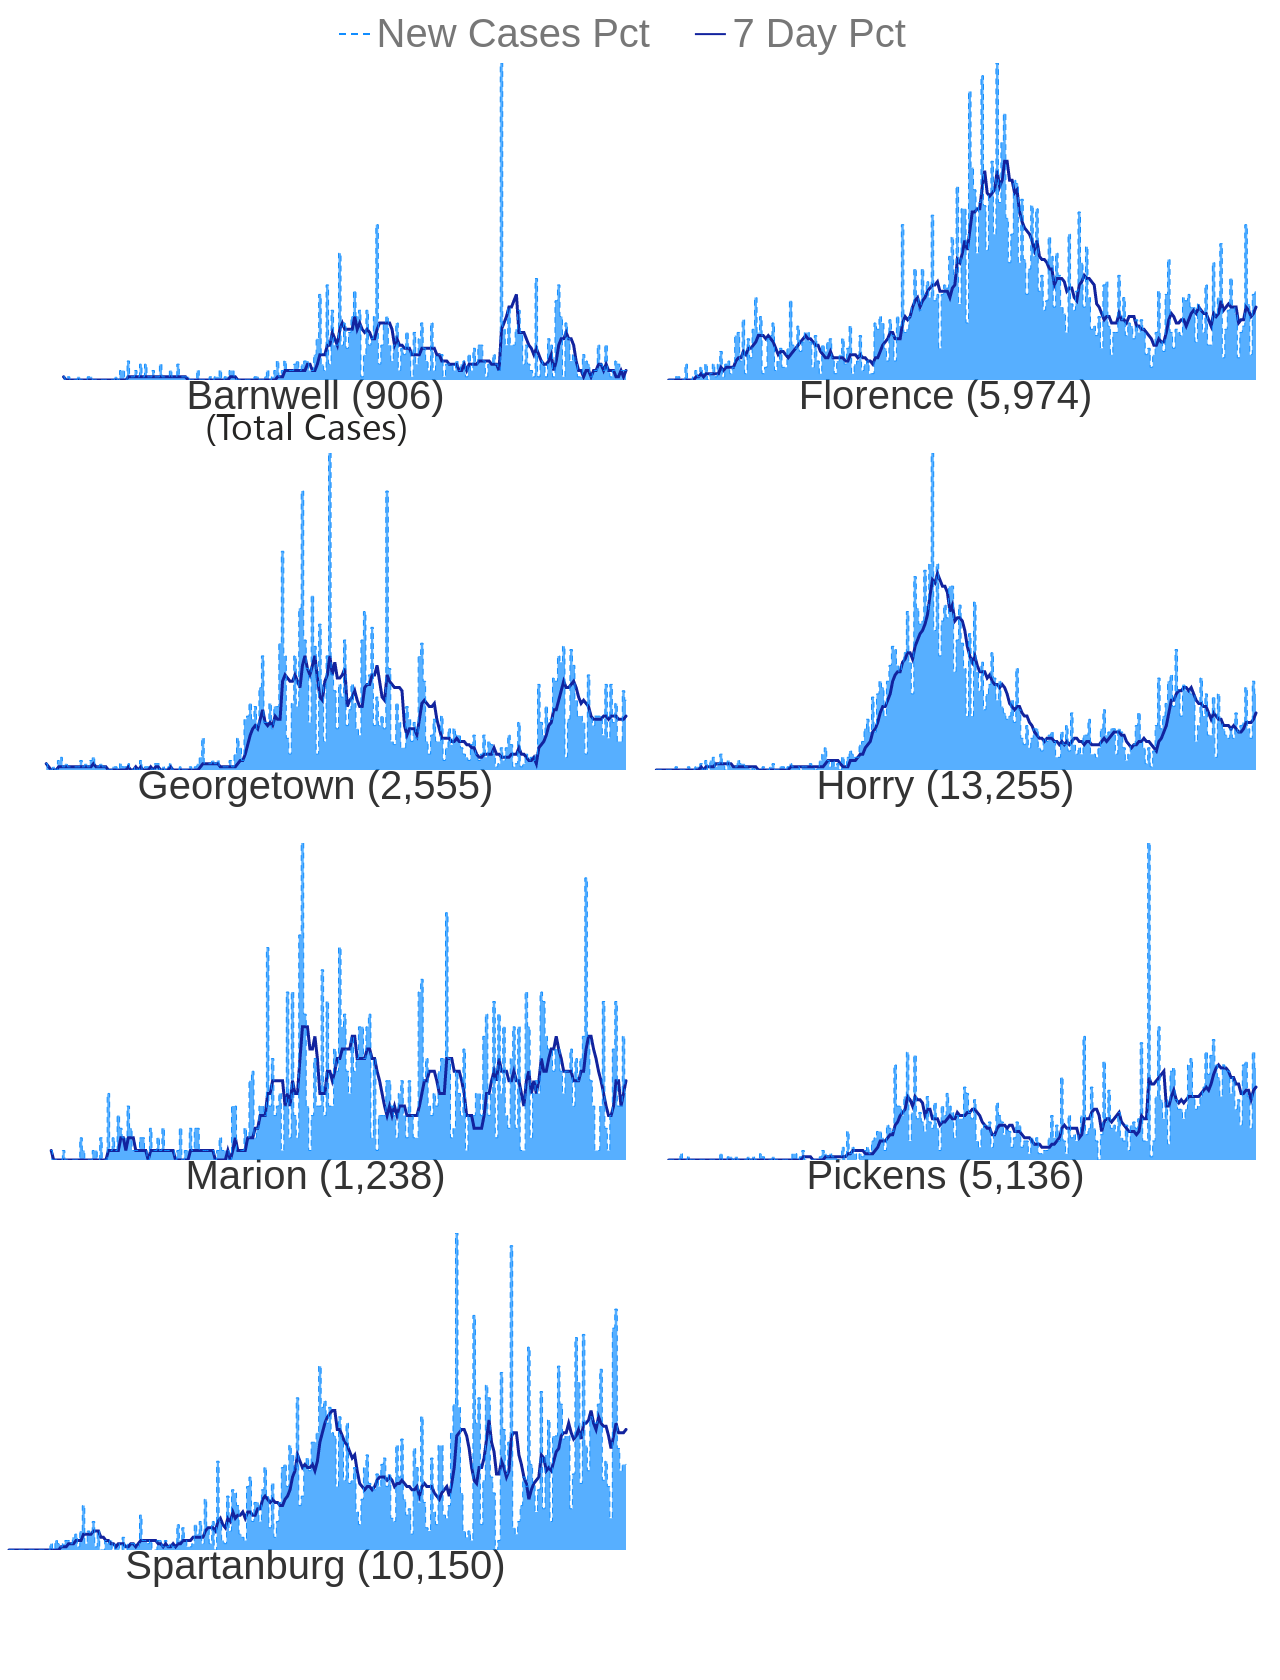 New Cases Pct 7 Day Pct
Barnwell (906) Florence (5,974)
(Total Cases)
Georgetown (2,555) Horry (13,255)
Marion (1,238) Pickens (5,136)
Spartanburg (10,150)